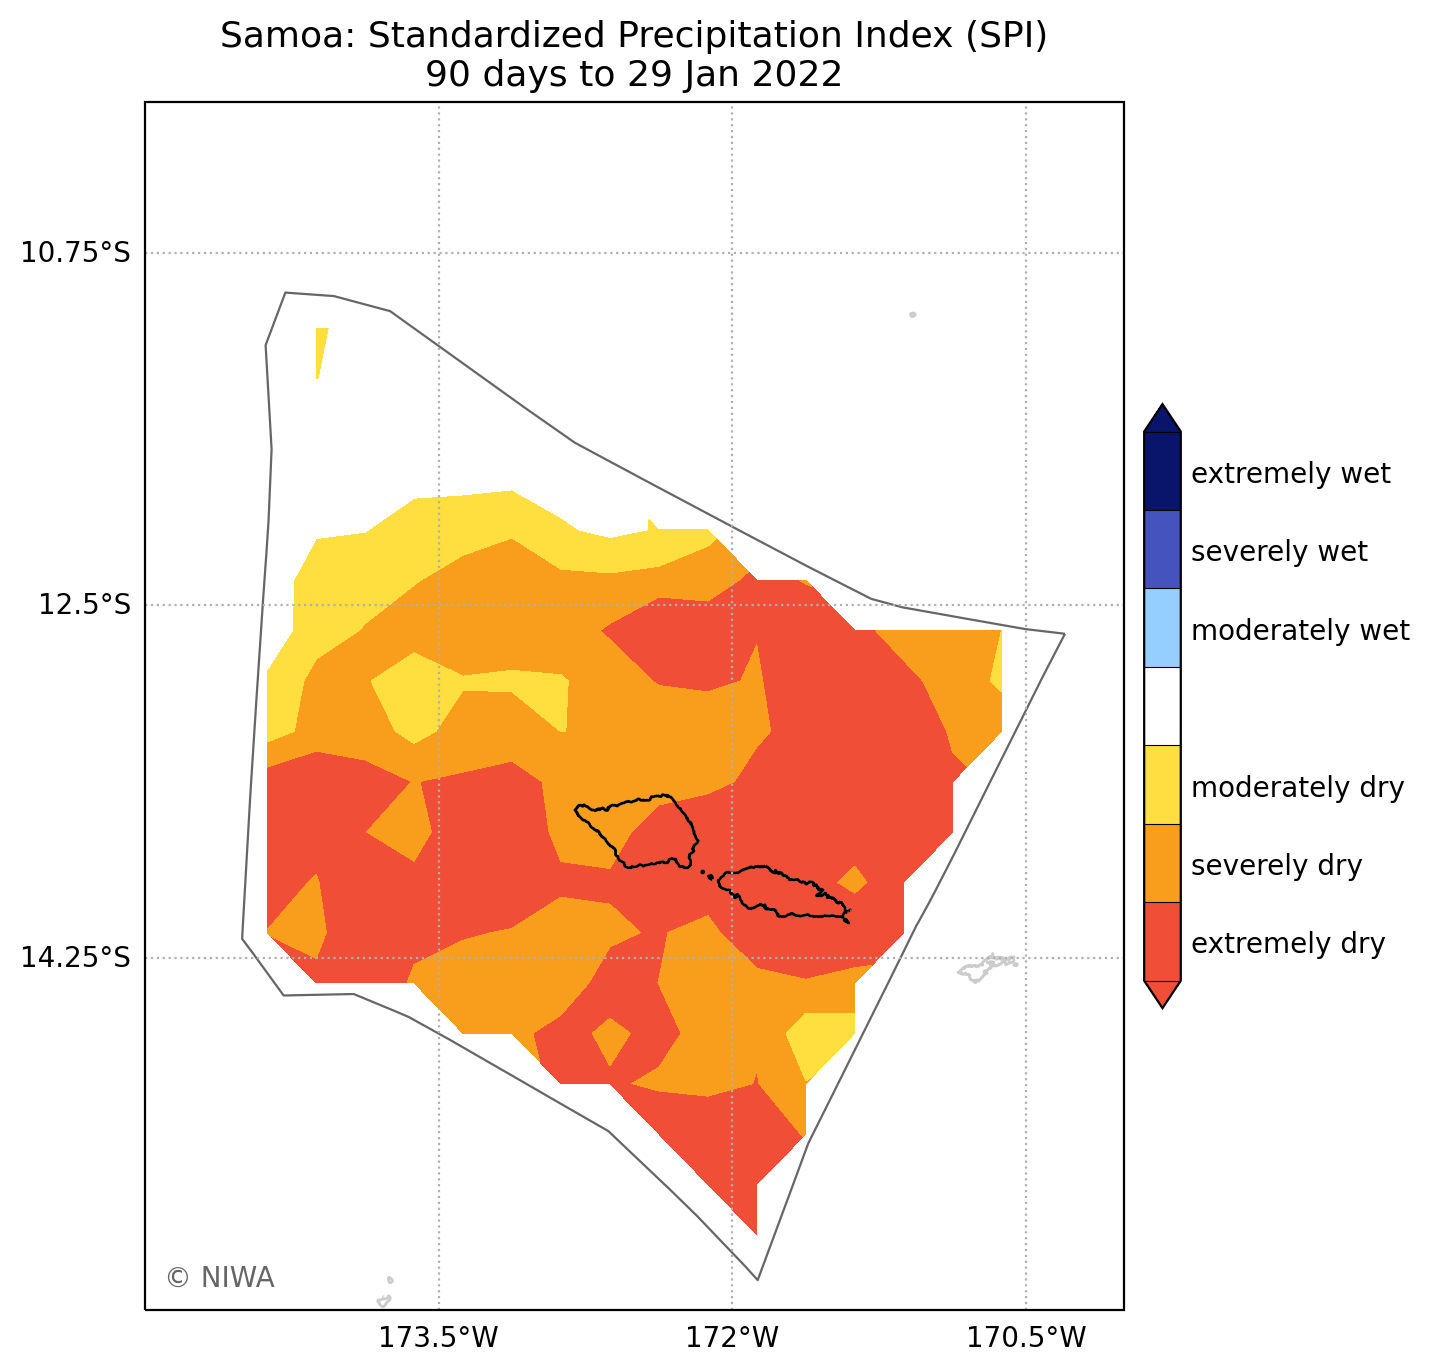 Samoa: Standardized Precipitation Index (SPI)
90 days to 29 Jan 2022
10.75°S
12.5°S
14.25°S
173.5°W
172°W
170.5°W
extremely wet
severely wet
moderately wet
moderately dry
severely dry
extremely dry
© NIWA